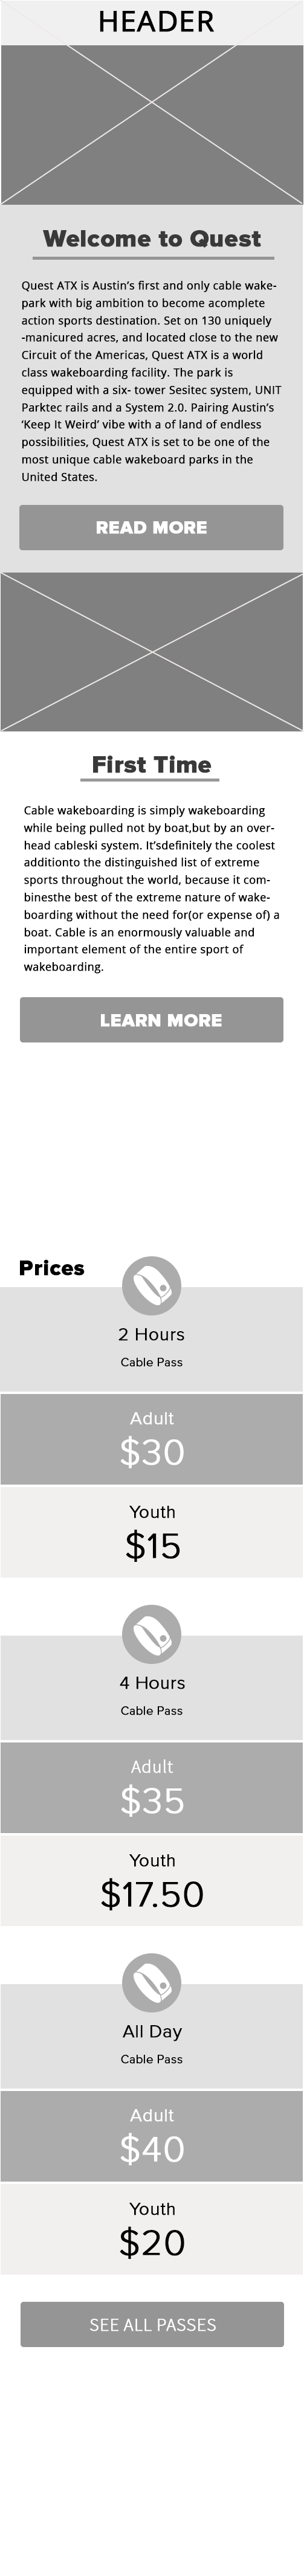 HEADER
Welcome to Quest
Quest ATX is Austin’s first and only cable wake-
park with big ambition to become acomplete
action sports destination. Set on 130 uniquely
-manicured acres, and located close to the new
Circuit of the Americas, Quest ATX is a world
class wakeboarding facility. The park is
equipped with a six- tower Sesitec system, UNIT
Parktec rails and a System 2.0. Pairing Austin’s
‘Keep It Weird’ vibe with a of land of endless
possibilities, Quest ATX is set to be one of the
most unique cable wakeboard parks in the
United States.
READ MORE
First Time
Cable wakeboarding is simply wakeboarding
while being pulled not by boat,but by an over-
head cableski system. It’sdefinitely the coolest
additionto the distinguished list of extreme
sports throughout the world, because it com-
binesthe best of the extreme nature of wake-
boarding without the need for(or expense of) a
boat. Cable is an enormously valuable and
important element of the entire sport of
wakeboarding.
LEARN MORE
Prices
2 Hours
Cable Pass
Adult
$30
Youth
$15
4 Hours
Cable Pass
Adult
$35
Youth
$17.50
All Day
Cable Pass
Adult
$40
Youth
$20
SEE ALL PASSES